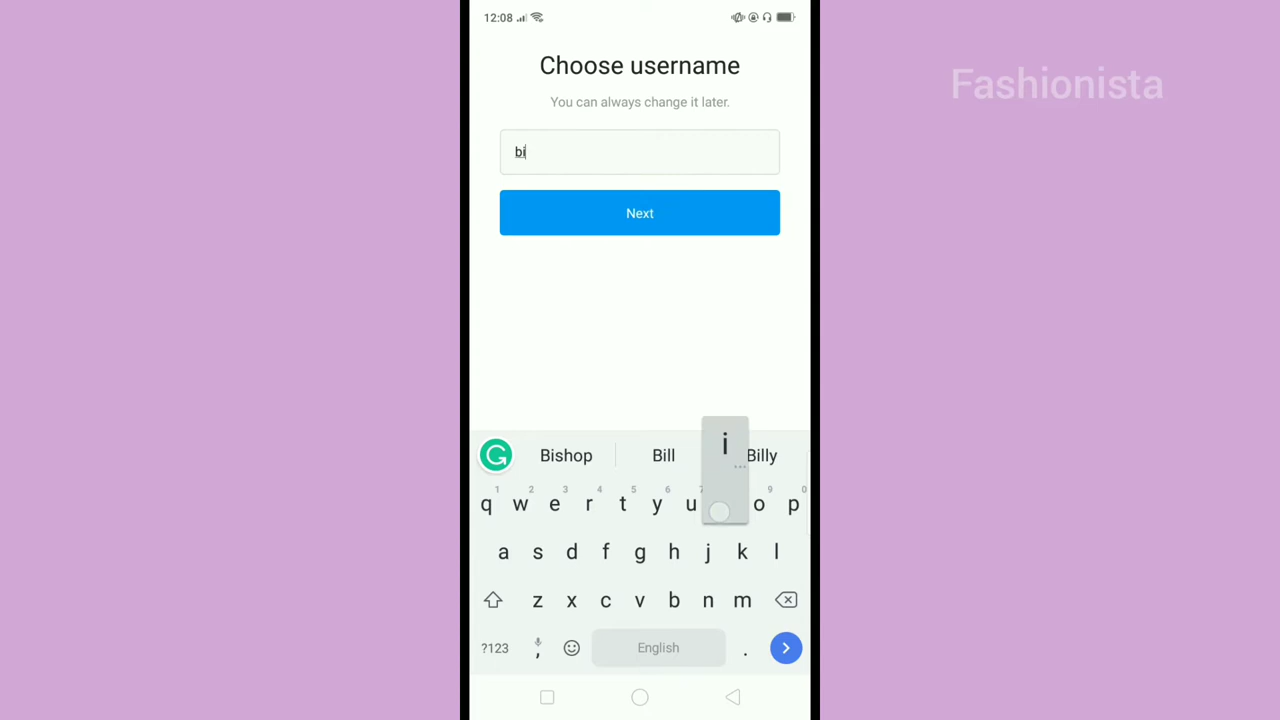 12:08
Fashionista
Choose username
You can always change it later.
bi
Next
i
Bishop Bill Billy
1 2 3 4 5 6 7 9 0
q w e r t y u o p
a s d f g h j k l
z x c v b n m
?123 , English .